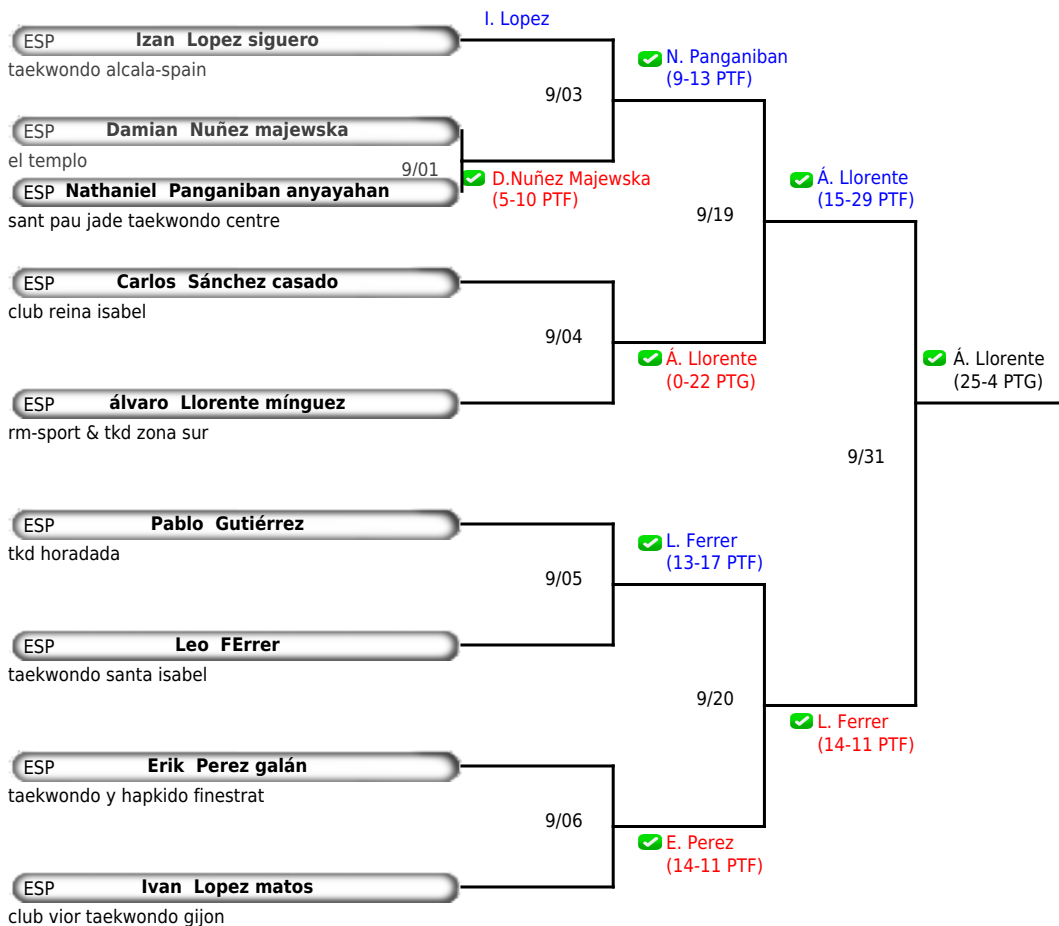 I. Lopez
ESP Izan Lopez siguero
taekwondo alcala-spain
N. Panganiban
(9-13 PTF)
9/03
ESP Damian Nuñez majewska
el templo
9/01
D.Nuñez Majewska
(5-10 PTF)
ESP Nathaniel Panganiban anyayahan
sant pau jade taekwondo centre
Á. Llorente
(15-29 PTF)
9/19
ESP Carlos Sánchez casado
club reina isabel
9/04
Á. Llorente
(0-22 PTG)
Á. Llorente
(25-4 PTG)
ESP álvaro Llorente mínguez
rm-sport & tkd zona sur
9/31
ESP Pablo Gutiérrez
tkd horadada
L. Ferrer
(13-17 PTF)
9/05
ESP Leo FErrer
taekwondo santa isabel
9/20
L. Ferrer
(14-11 PTF)
ESP Erik Perez galán
taekwondo y hapkido finestrat
9/06
E. Perez
(14-11 PTF)
ESP Ivan Lopez matos
club vior taekwondo gijon